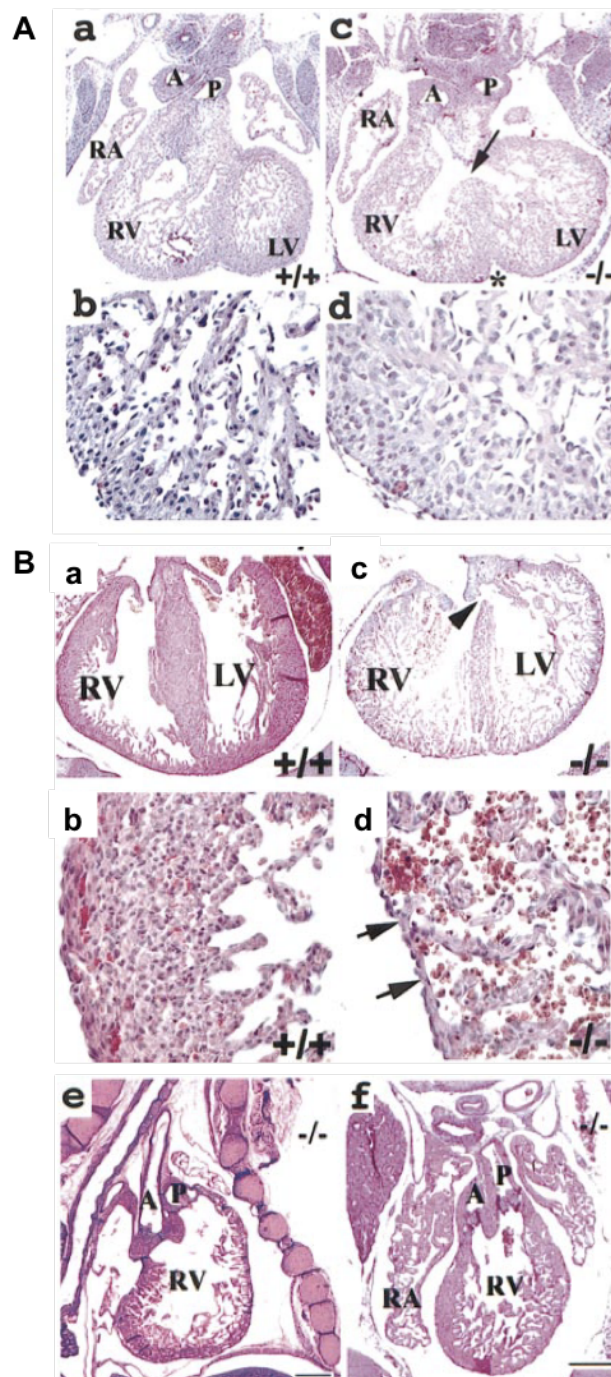 A
a
A
P
RA
RV
LV
+/+
c
A
P
RA
RV
LV
*
-/-
b
d
B
a
RV
LV
+/+
c
RV
LV
-/-
b
+/+
d
-/-
e
-/-
A
P
RV
f
-/-
P
A
RA
RV